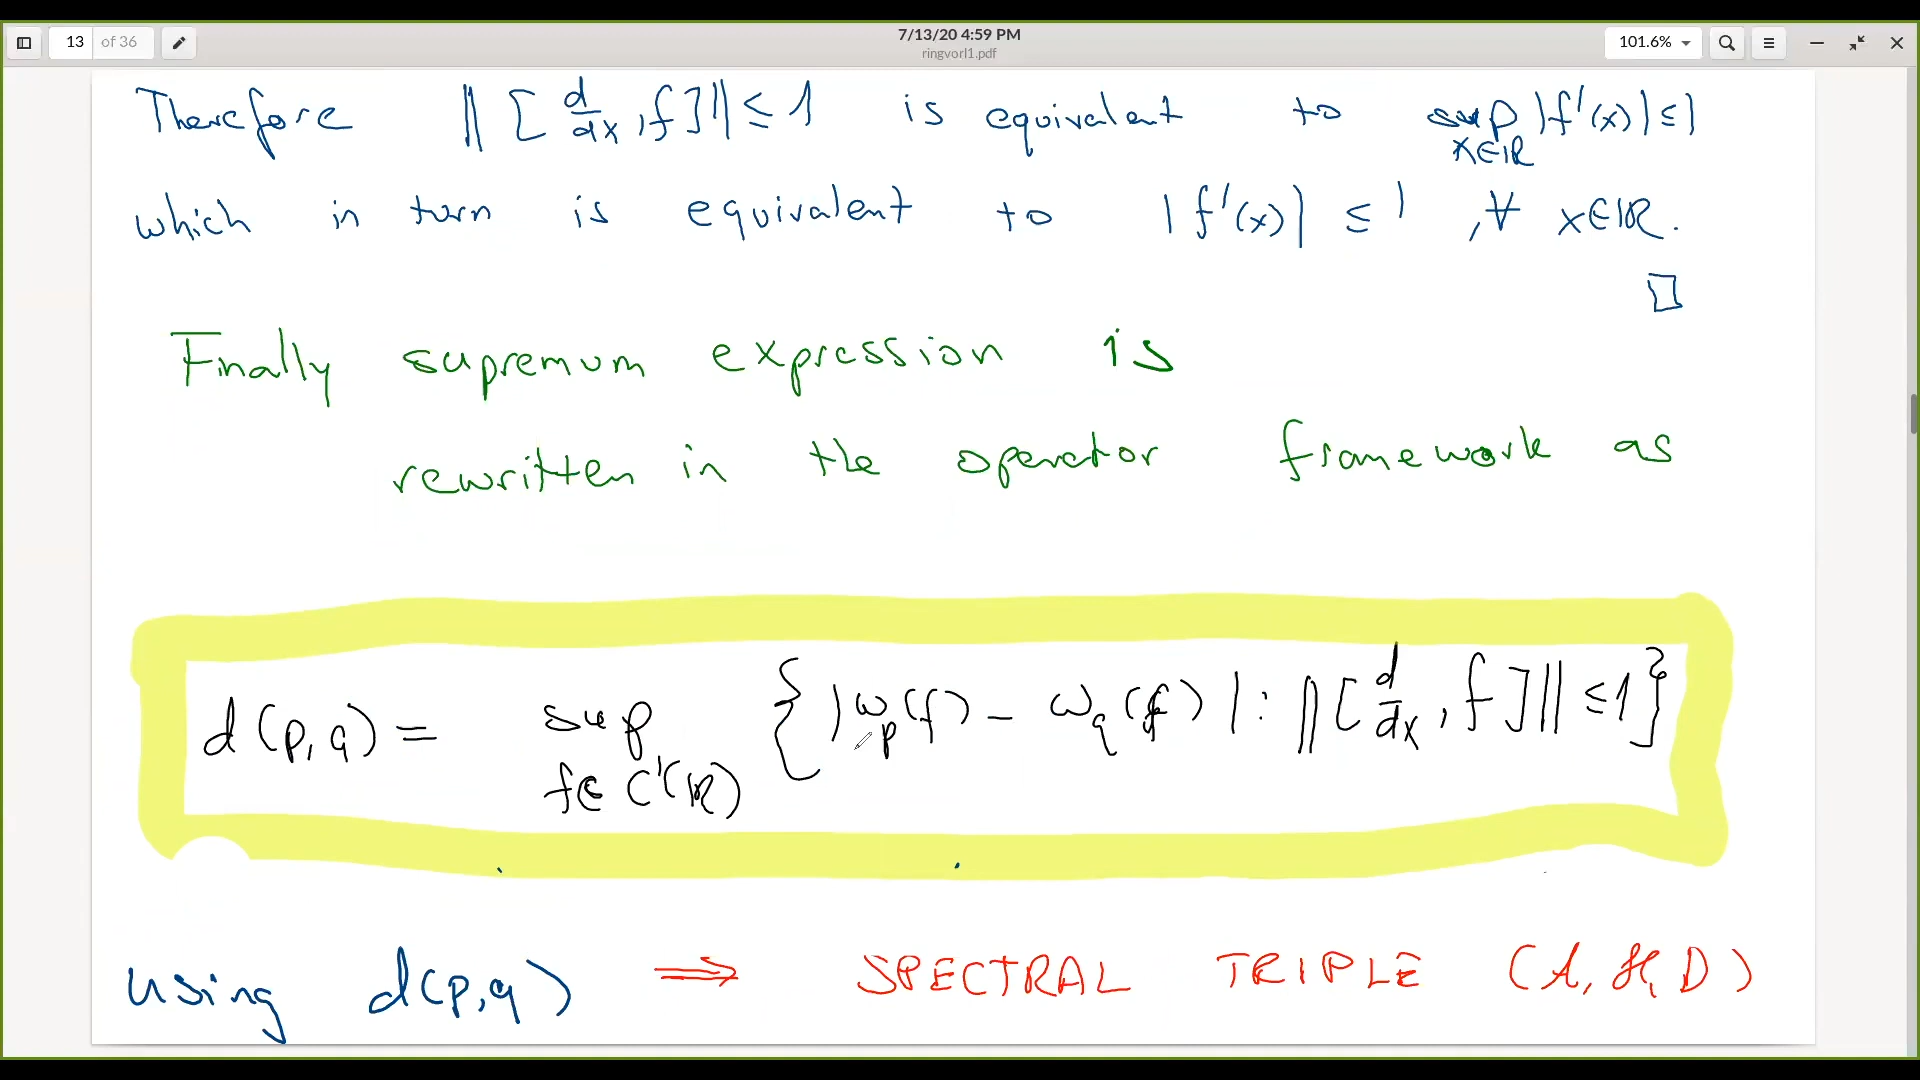 7/13/20 4:59 PM
13 of 36
ringvorl1.pdf
101.6%
Therefore ‖[d/dx, f]‖ ≤ 1 is equivalent to sup_{x∈ℝ} |f'(x)| ≤ 1
which in turn is equivalent to |f'(x)| ≤ 1, ∀ x∈ℝ.
□
Finally supremum expression is
rewritten in the operator framework as
d(p,q) = sup_{f∈C'(ℝ)} {|ω_p(f) - ω_q(f)| : ‖[d/dx, f]‖ ≤ 1}
using d(p,q) ⟹ SPECTRAL TRIPLE (A, H, D)